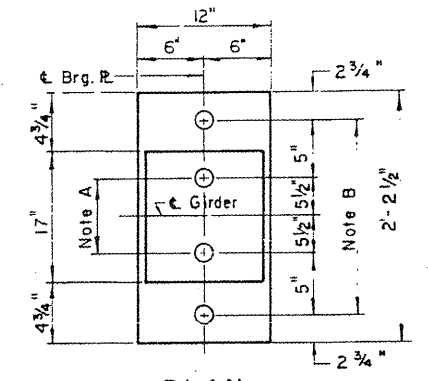 12"
6" 6"
℄ Brg. ℞
2 3/4"
4 3/4"
5"
5 1/2"
℄ Girder
Note A
17"
Note B
2'- 2 1/2"
5 1/2"
5"
4 3/4"
2 3/4"